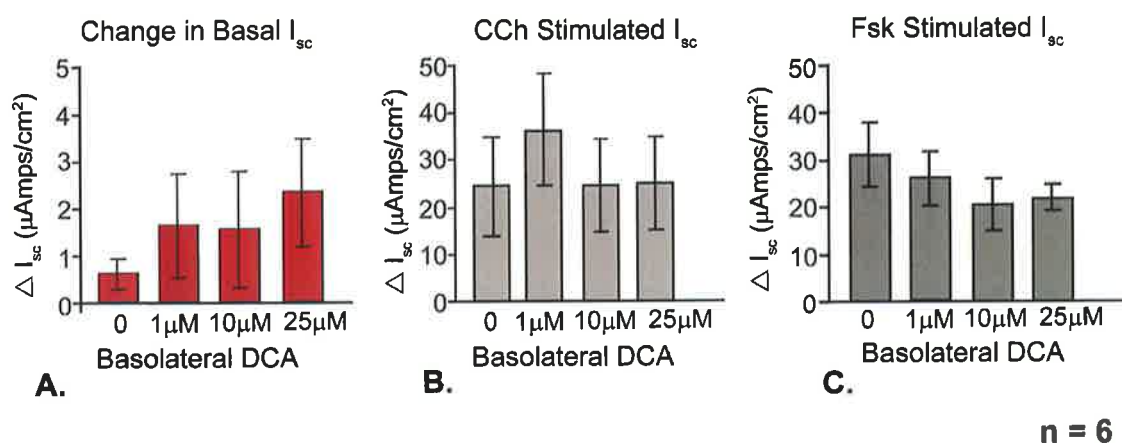 Change in Basal Isc
5
4
3
2
1
0
△ Isc (μAmps/cm²)
0 1μM 10μM 25μM
Basolateral DCA
A.
CCh Stimulated Isc
50
40
30
20
10
0
△ Isc (μAmps/cm²)
0 1μM 10μM 25μM
Basolateral DCA
B.
Fsk Stimulated Isc
50
40
30
20
10
0
△ Isc (μAmps/cm²)
0 1μM 10μM 25μM
Basolateral DCA
C.
n = 6